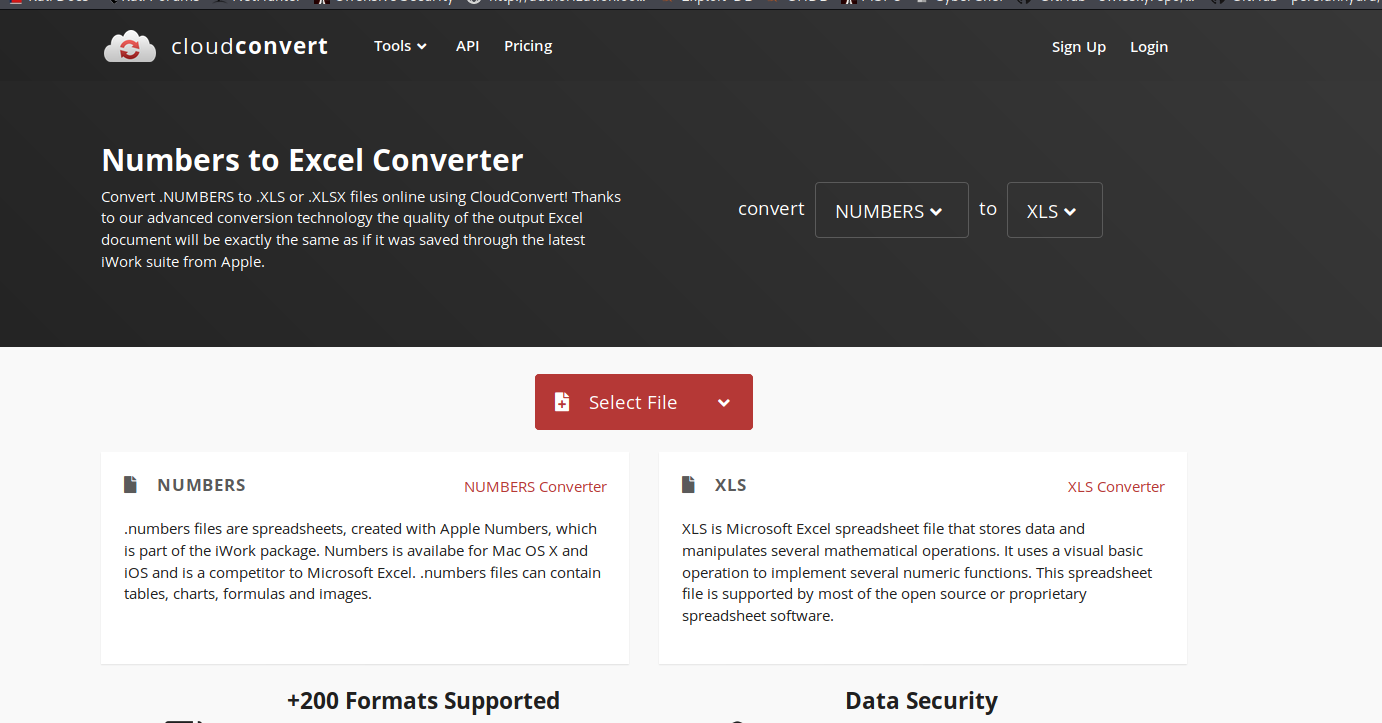 cloudconvert
Tools
API
Pricing
Sign Up
Login
Numbers to Excel Converter
Convert .NUMBERS to .XLS or .XLSX files online using CloudConvert! Thanks
to our advanced conversion technology the quality of the output Excel
document will be exactly the same as if it was saved through the latest
iWork suite from Apple.
convert NUMBERS to XLS
Select File
NUMBERS
NUMBERS Converter
.numbers files are spreadsheets, created with Apple Numbers, which
is part of the iWork package. Numbers is availabe for Mac OS X and
iOS and is a competitor to Microsoft Excel. .numbers files can contain
tables, charts, formulas and images.
XLS
XLS Converter
XLS is Microsoft Excel spreadsheet file that stores data and
manipulates several mathematical operations. It uses a visual basic
operation to implement several numeric functions. This spreadsheet
file is supported by most of the open source or proprietary
spreadsheet software.
+200 Formats Supported
Data Security